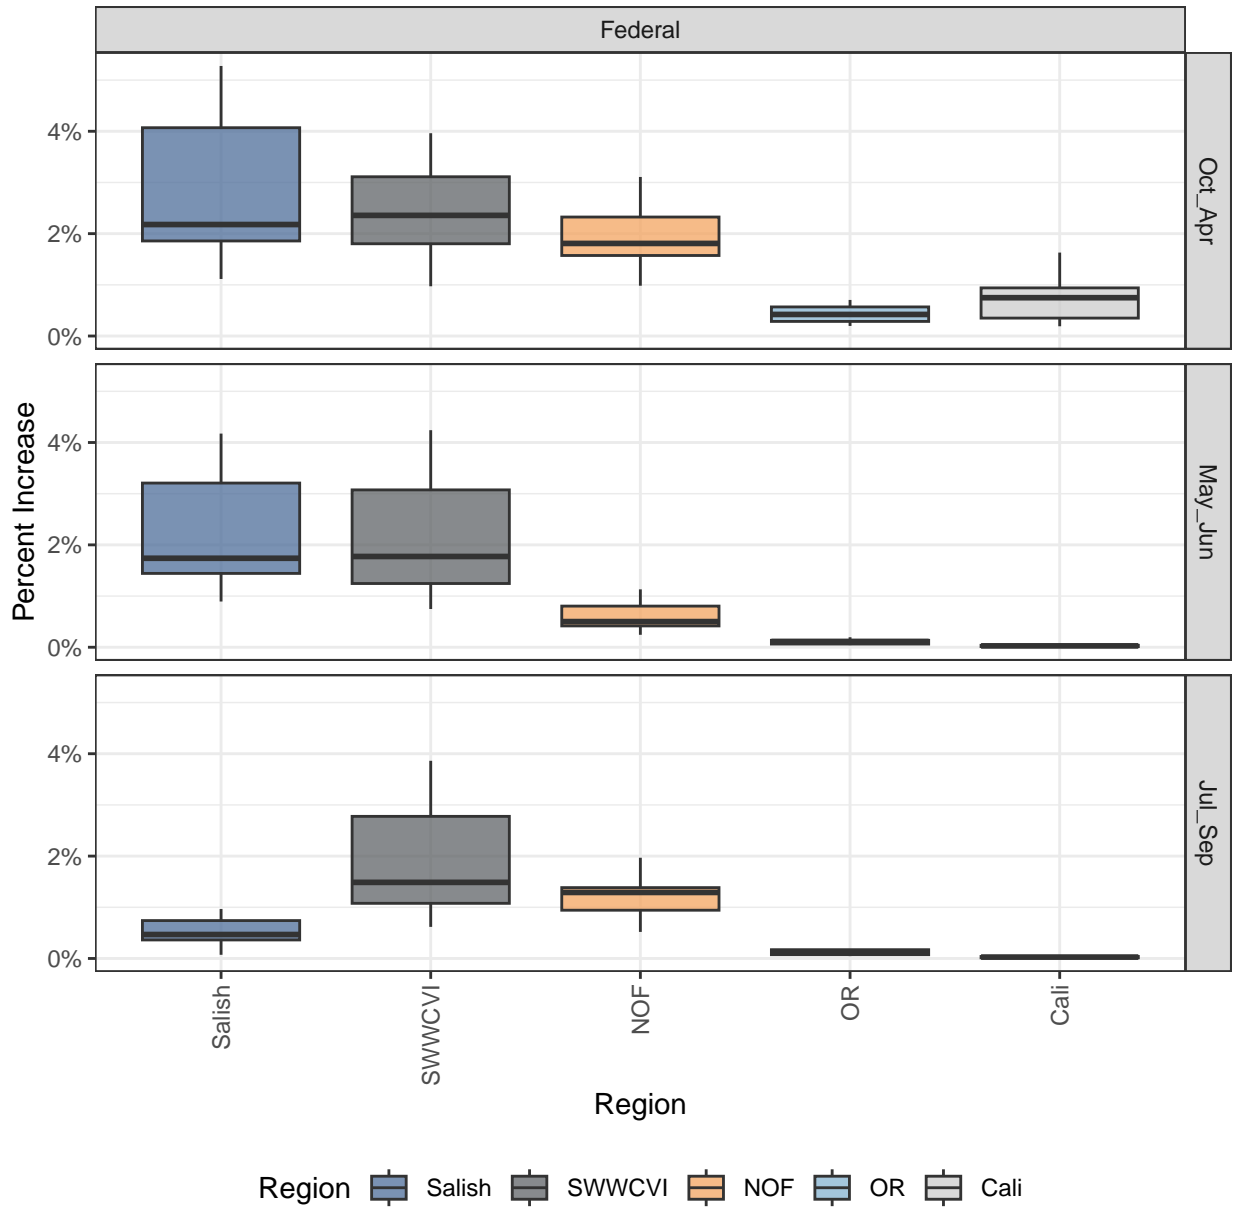 Federal
4%
2%
0%
Oct_Apr
4%
2%
0%
May_Jun
4%
2%
0%
Jul_Sep
Percent Increase
Salish
SWWCVI
NOF
OR
Cali
Region
Region Salish SWWCVI NOF OR Cali